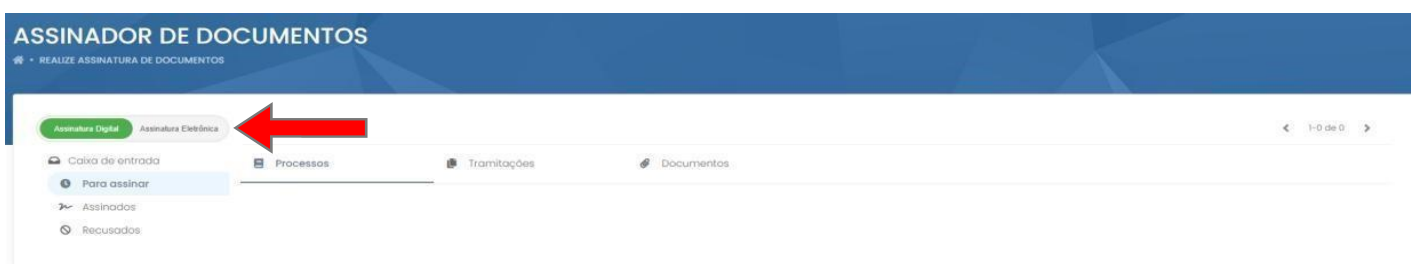 ASSINADOR DE DOCUMENTOS
• REALIZE ASSINATURA DE DOCUMENTOS
Assinatura Digital Assinatura Eletrônica
1-0 de 0
Caixa de entrada
Processos Tramitações Documentos
Para assinar
Assinados
Recusados